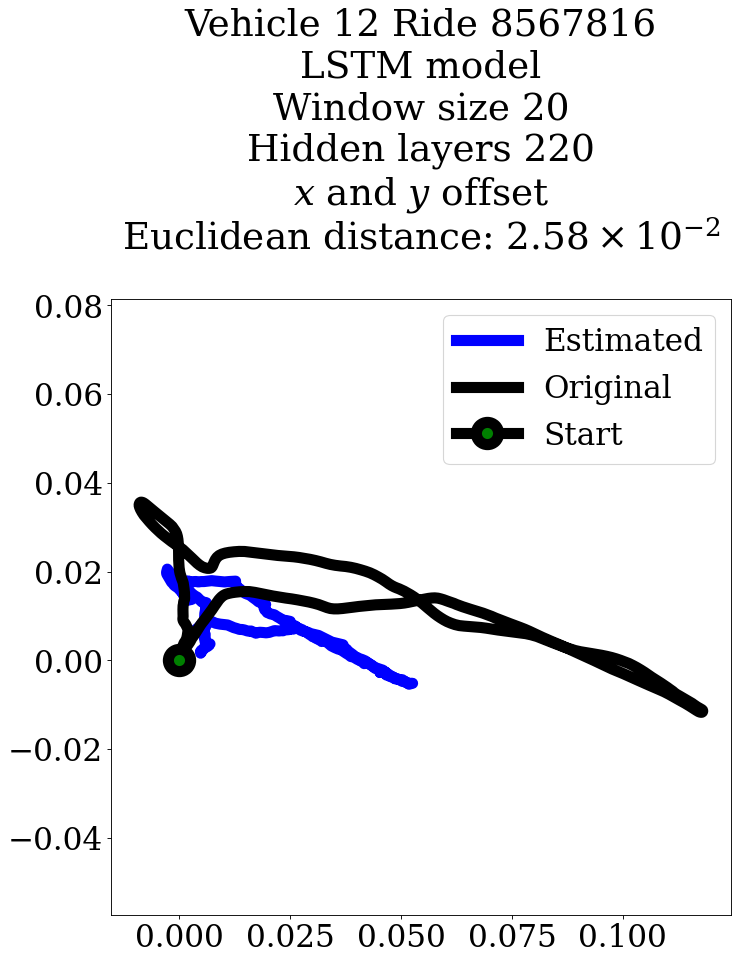 Vehicle 12 Ride 8567816
LSTM model
Window size 20
Hidden layers 220
x and y offset
Euclidean distance: 2.58 × 10⁻²
0.08
0.06
0.04
0.02
0.00
−0.02
−0.04
Estimated
Original
Start
0.000 0.025 0.050 0.075 0.100